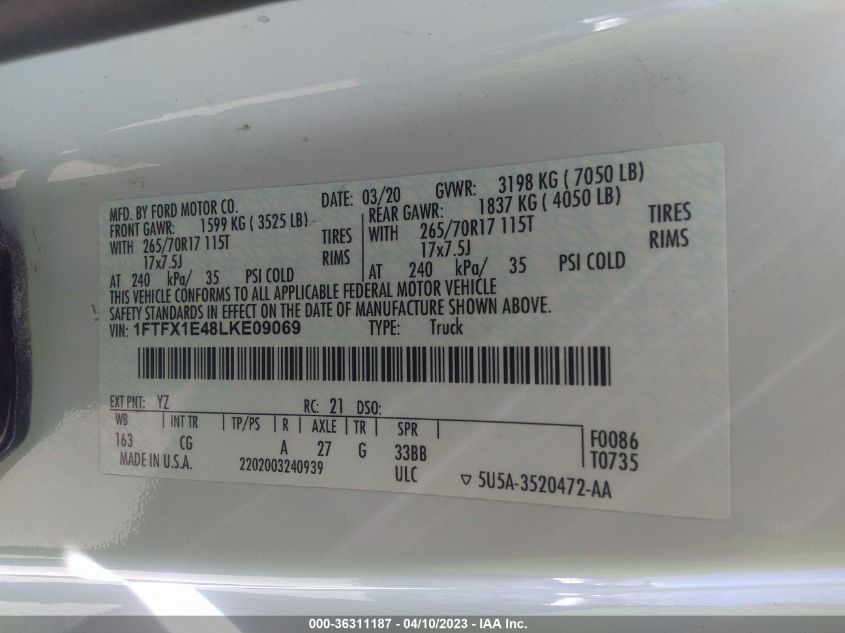 MFD. BY FORD MOTOR CO. DATE: 03/20 GVWR: 3198 KG ( 7050 LB)
FRONT GAWR: 1599 KG ( 3525 LB) REAR GAWR: 1837 KG ( 4050 LB)
WITH 265/70R17 115T TIRES WITH 265/70R17 115T TIRES
17x7.5J RIMS 17x7.5J RIMS
AT 240 kPa/ 35 PSI COLD AT 240 kPa/ 35 PSI COLD
THIS VEHICLE CONFORMS TO ALL APPLICABLE FEDERAL MOTOR VEHICLE
SAFETY STANDARDS IN EFFECT ON THE DATE OF MANUFACTURE SHOWN ABOVE.
VIN: 1FTFX1E48LKE09069 TYPE: Truck
EXT PNT: YZ RC: 21 DSO:
WB INT TR TP/PS R AXLE TR SPR F0086
163 CG A 27 G 33BB T0735
MADE IN U.S.A. 2202003240939 ULC ▽ 5U5A-3520472-AA
000-36311187 - 04/10/2023 - IAA Inc.